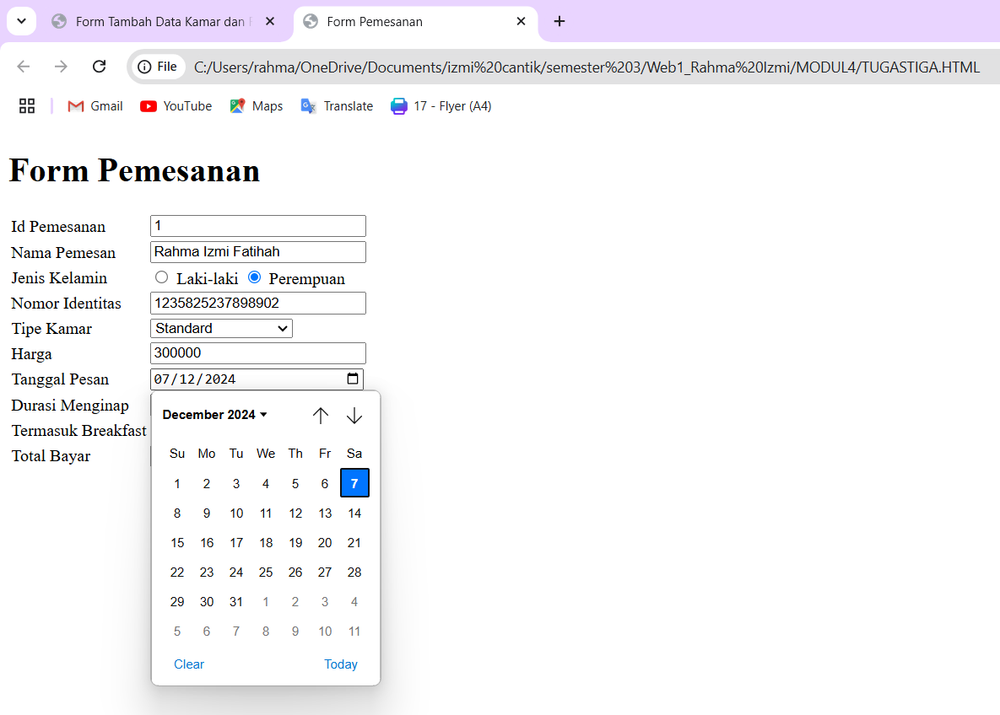 Form Tambah Data Kamar dan
Form Pemesanan
File
C:/Users/rahma/OneDrive/Documents/izmi%20cantik/semester%203/Web1_Rahma%20Izmi/MODUL4/TUGASTIGA.HTML
Gmail YouTube Maps Translate 17 - Flyer (A4)
Form Pemesanan
Id Pemesanan 1
Nama Pemesan Rahma Izmi Fatihah
Jenis Kelamin Laki-laki Perempuan
Nomor Identitas 1235825237898902
Tipe Kamar Standard
Harga 300000
Tanggal Pesan 07/12/2024
Durasi Menginap
Termasuk Breakfast
Total Bayar
December 2024
Su Mo Tu We Th Fr Sa
1 2 3 4 5 6 7
8 9 10 11 12 13 14
15 16 17 18 19 20 21
22 23 24 25 26 27 28
29 30 31 1 2 3 4
5 6 7 8 9 10 11
Clear Today